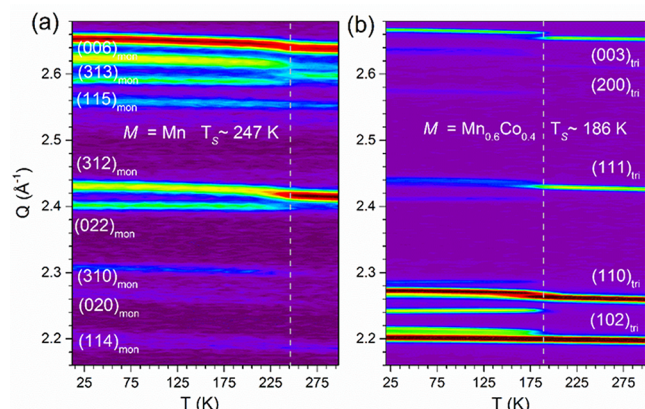 (a)
(b)
Q (Å⁻¹)
2.6
2.5
2.4
2.3
2.2
(006)mon
(313)mon
(115)mon
M = Mn TS~ 247 K
(312)mon
(022)mon
(310)mon
(020)mon
(114)mon
25 75 125 175 225 275
T (K)
(003)tri
(200)tri
M = Mn0.6Co0.4 TS~ 186 K
(111)tri
(110)tri
(102)tri
25 75 125 175 225 275
T (K)